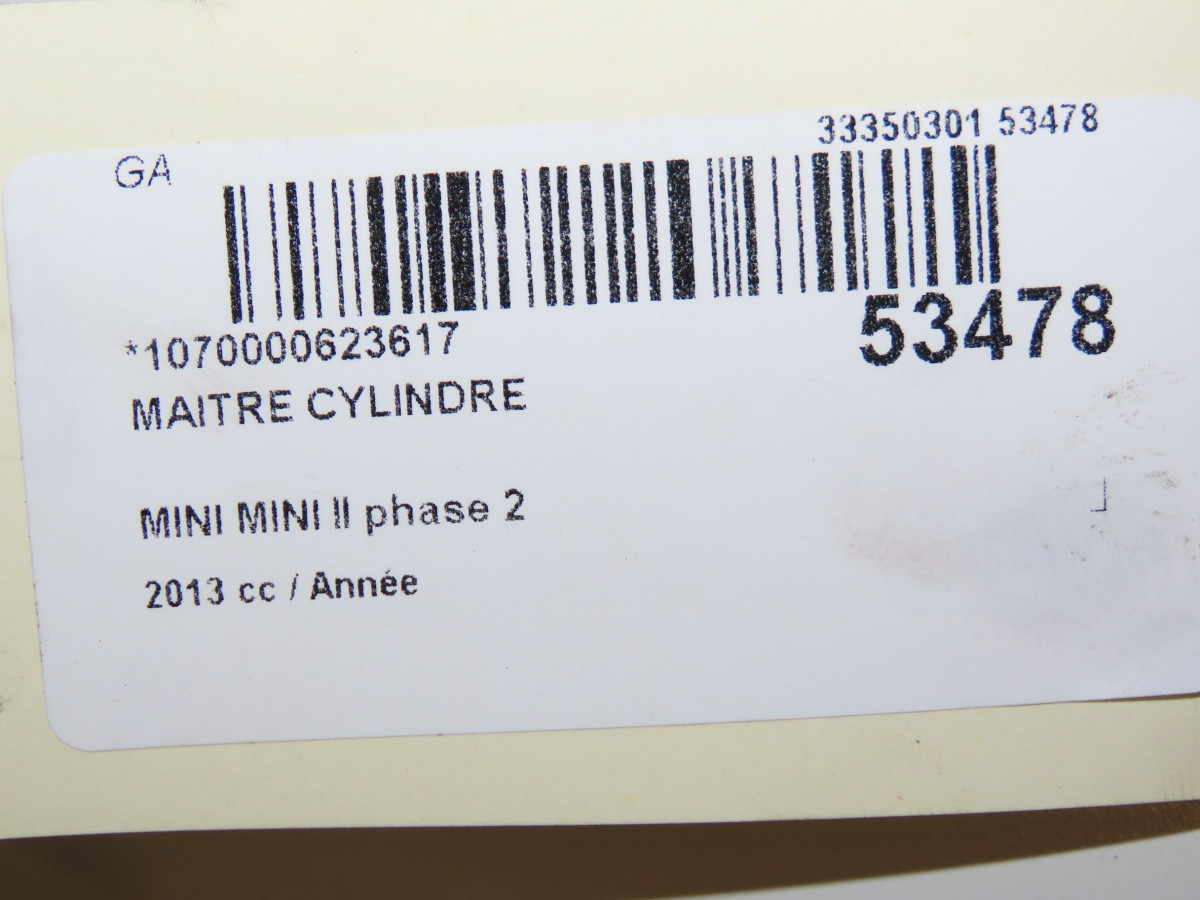 33350301 53478
GA
53478
*1070000623617
MAITRE CYLINDRE
MINI MINI II phase 2
2013 cc / Année